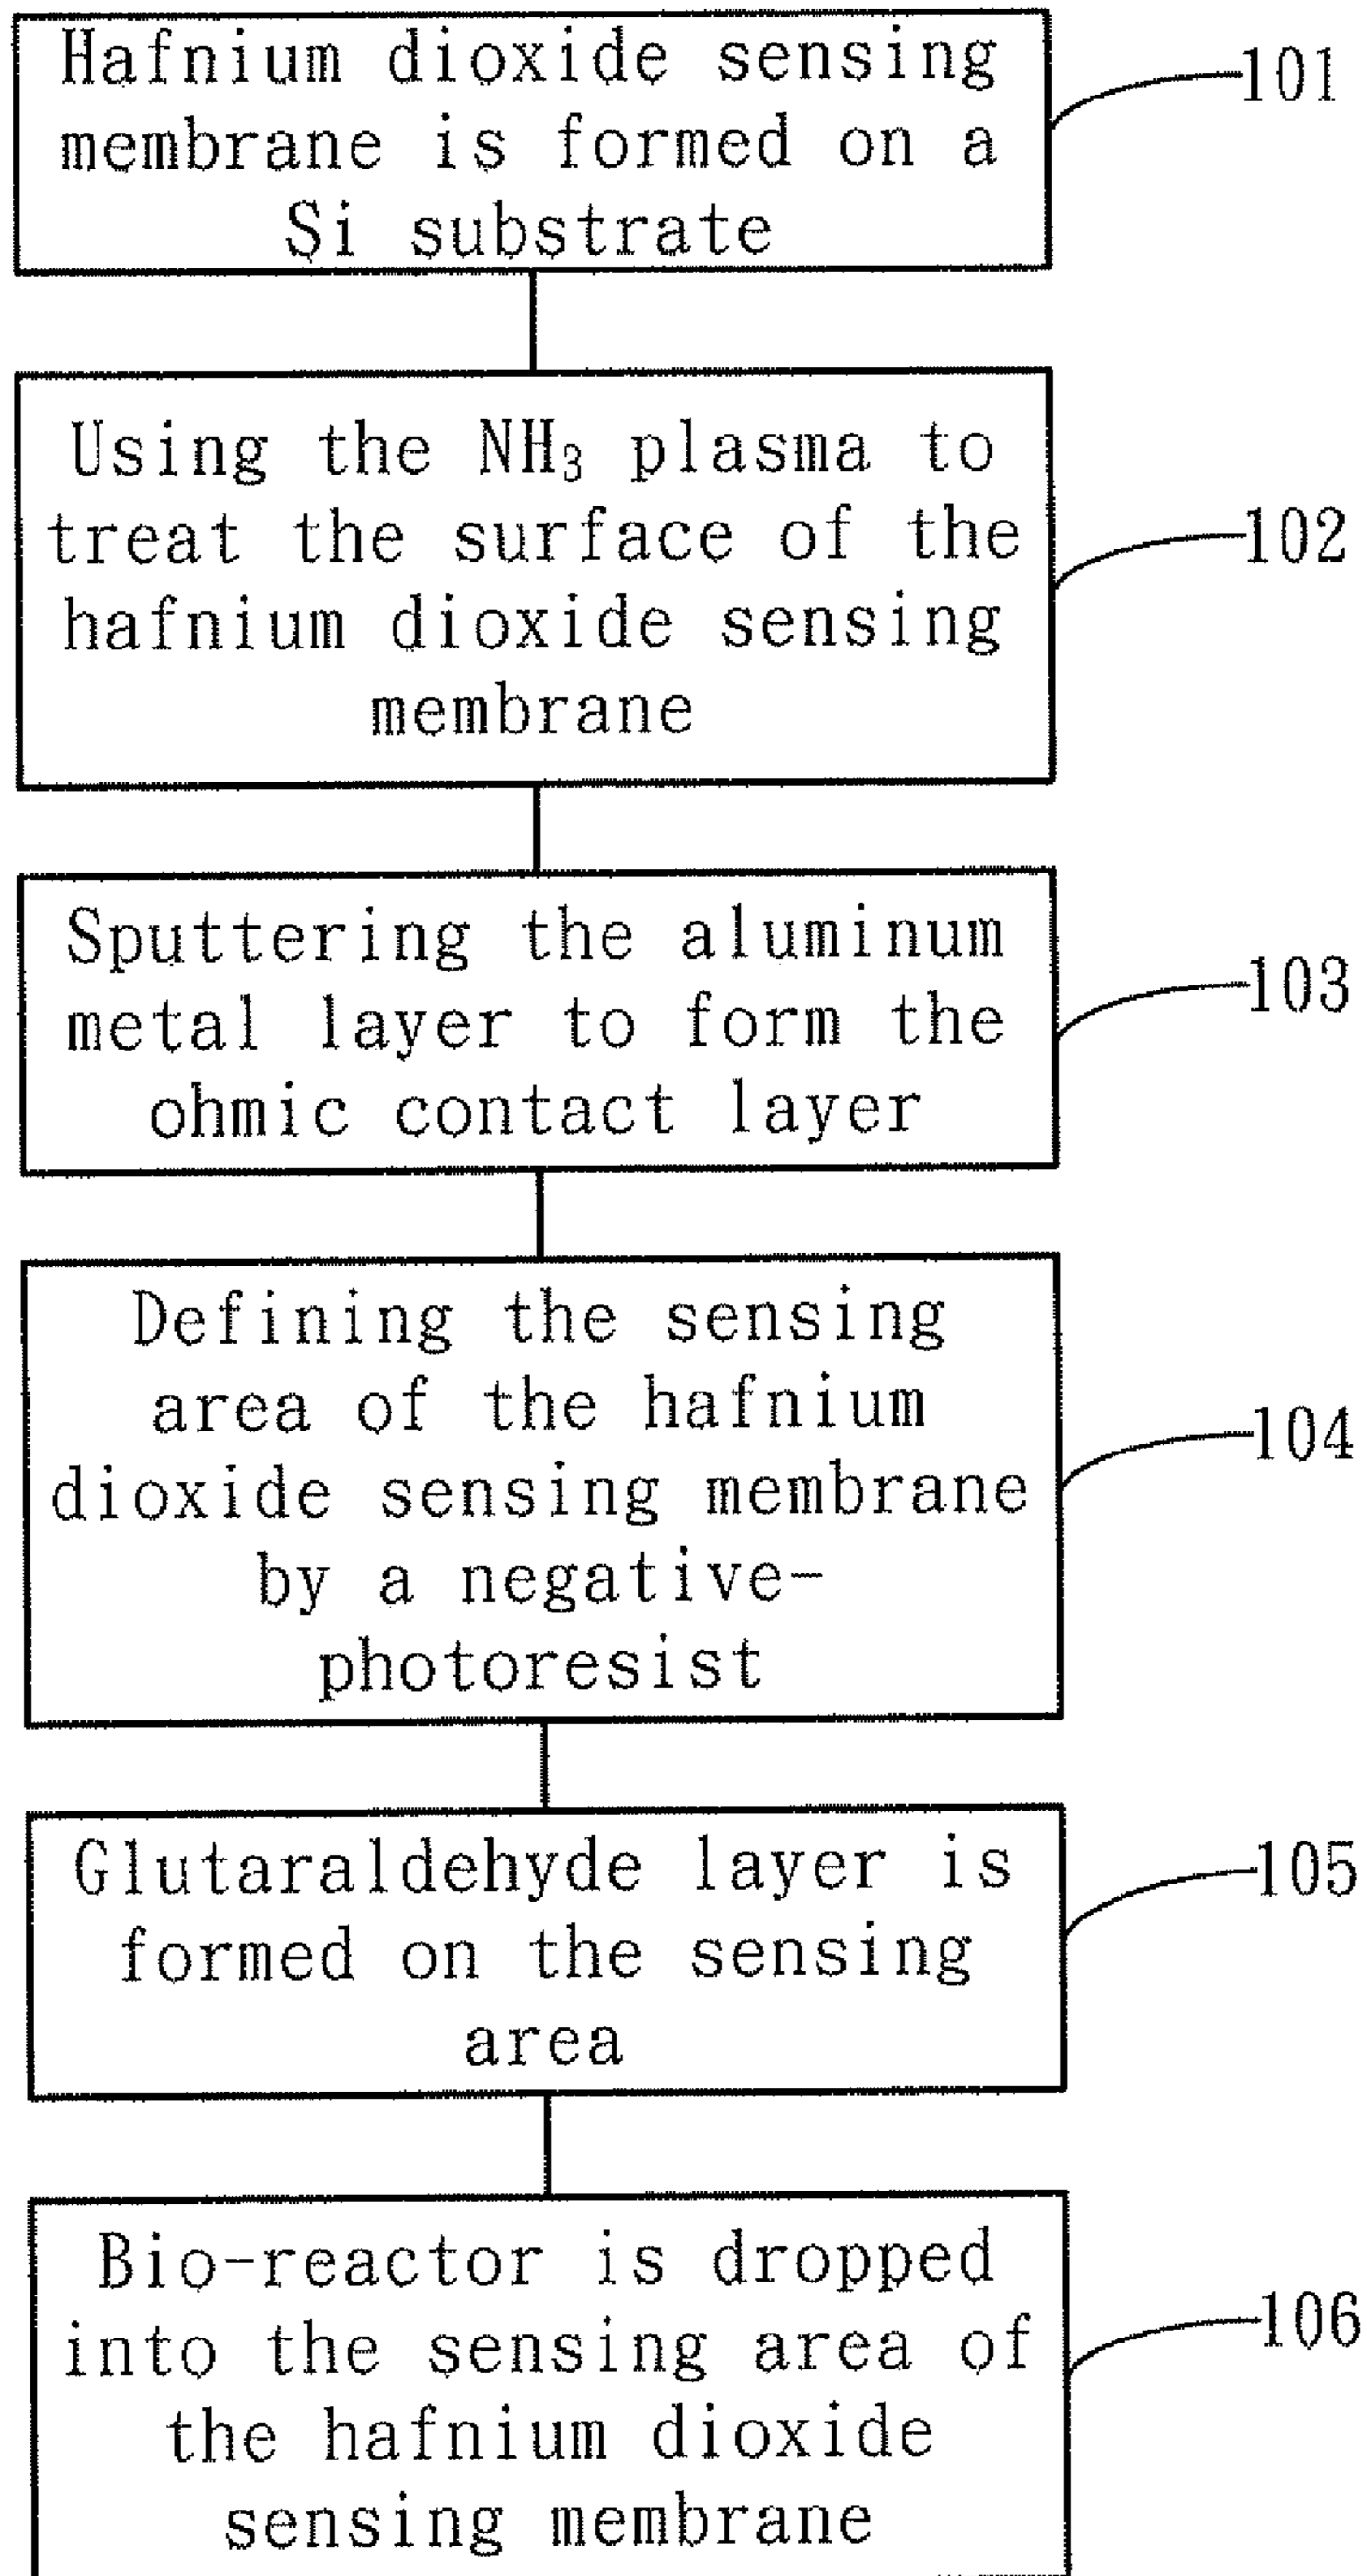 Hafnium dioxide sensing
membrane is formed on a
Si substrate
101
Using the NH₃ plasma to
treat the surface of the
hafnium dioxide sensing
membrane
102
Sputtering the aluminum
metal layer to form the
ohmic contact layer
103
Defining the sensing
area of the hafnium
dioxide sensing membrane
by a negative-
photoresist
104
Glutaraldehyde layer is
formed on the sensing
area
105
Bio-reactor is dropped
into the sensing area of
the hafnium dioxide
sensing membrane
106